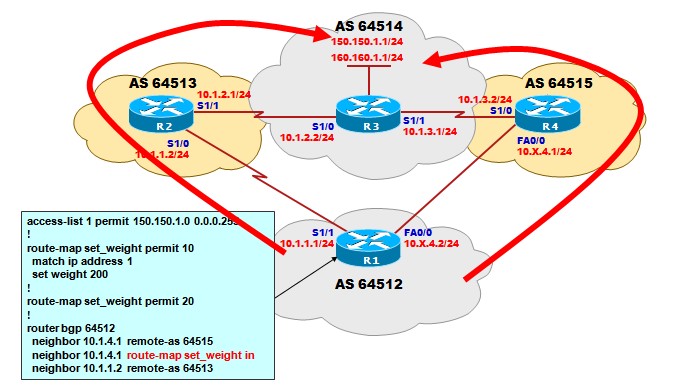 AS 64514
150.150.1.1/24
160.160.1.1/24
AS 64513
AS 64515
10.1.2.1/24
S1/1
R2
S1/0
10.1.1.2/24
S1/0
10.1.2.2/24
R3
S1/1
10.1.3.1/24
10.1.3.2/24
S1/0
R4
FA0/0
10.X.4.1/24
access-list 1 permit 150.150.1.0 0.0.0.255
!
route-map set_weight permit 10
match ip address 1
set weight 200
!
route-map set_weight permit 20
!
router bgp 64512
neighbor 10.1.4.1 remote-as 64515
neighbor 10.1.4.1 route-map set_weight in
neighbor 10.1.1.2 remote-as 64513
S1/1
10.1.1.1/24
R1
FA0/0
10.X.4.2/24
AS 64512